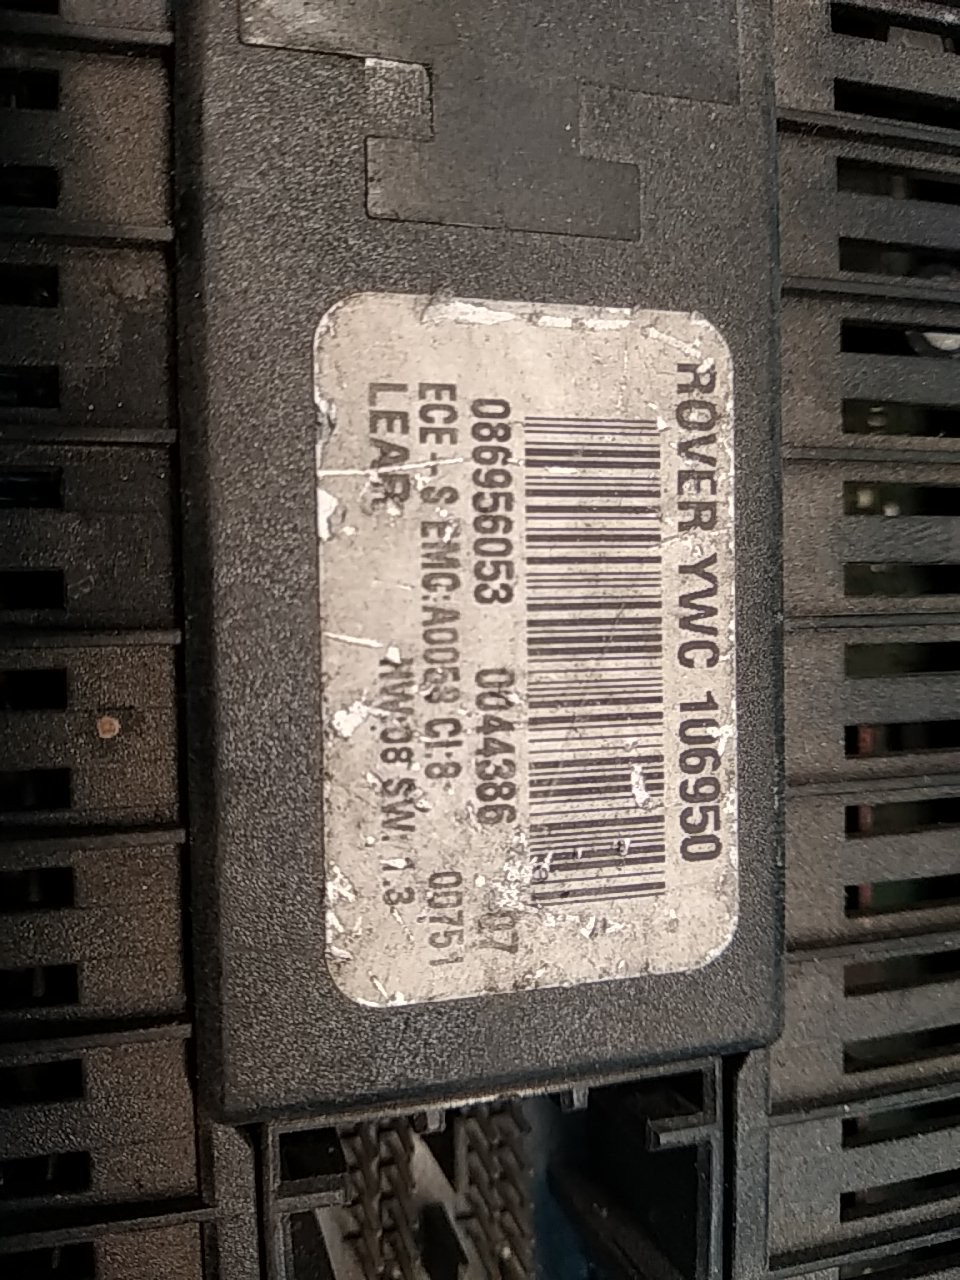 ROVER YWC 106950
086956053 0044386 07
ECE-S EMC:A0053 CI.8 00751
LEAR HW:08 SW:1.3